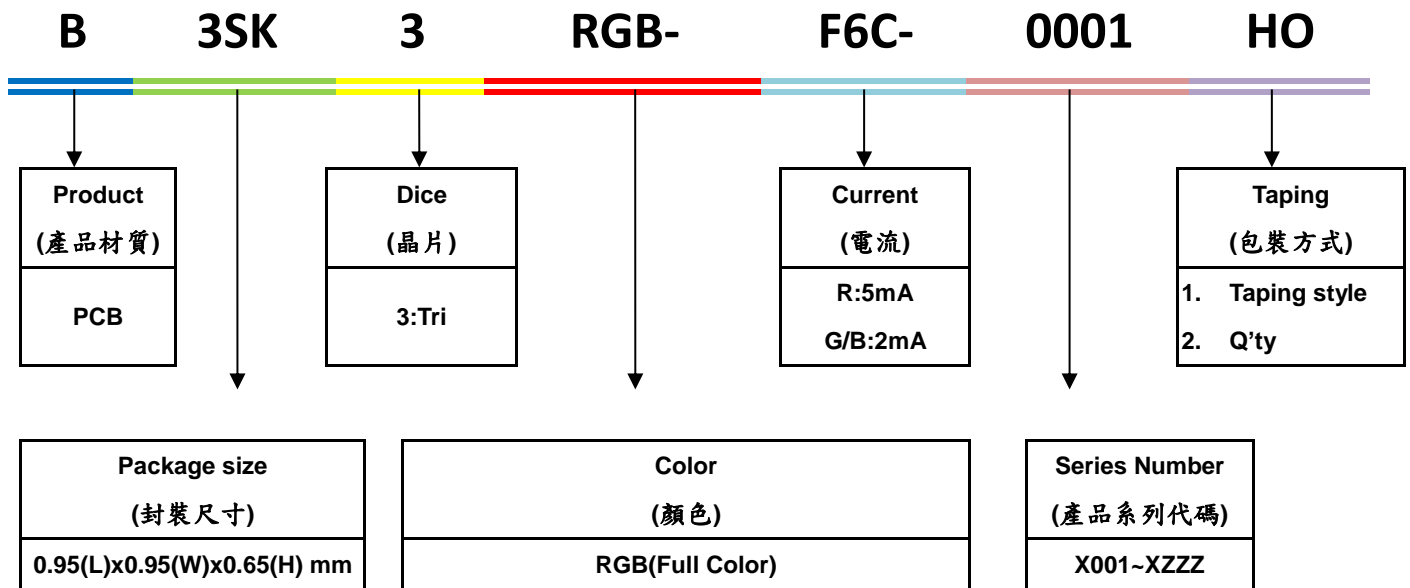 B 3SK 3 RGB- F6C- 0001 HO
Product
(產品材質)
PCB
Dice
(晶片)
3:Tri
Current
(電流)
R:5mA
G/B:2mA
Taping
(包裝方式)
1. Taping style
2. Q'ty
Package size
(封裝尺寸)
0.95(L)x0.95(W)x0.65(H) mm
Color
(顏色)
RGB(Full Color)
Series Number
(產品系列代碼)
X001~XZZZ